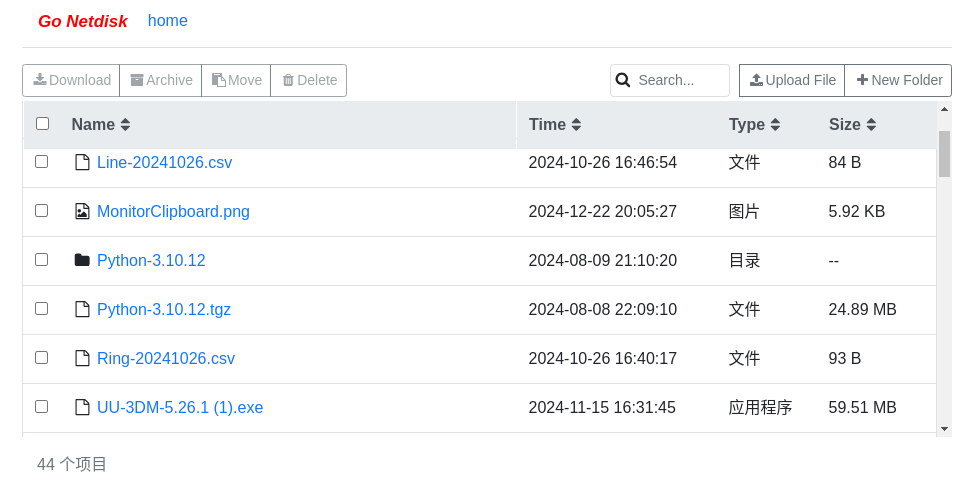 Go Netdisk home
Download Archive Move Delete Search... Upload File New Folder
Name Time Type Size
Line-20241026.csv 2024-10-26 16:46:54 文件 84 B
MonitorClipboard.png 2024-12-22 20:05:27 图片 5.92 KB
Python-3.10.12 2024-08-09 21:10:20 目录 --
Python-3.10.12.tgz 2024-08-08 22:09:10 文件 24.89 MB
Ring-20241026.csv 2024-10-26 16:40:17 文件 93 B
UU-3DM-5.26.1 (1).exe 2024-11-15 16:31:45 应用程序 59.51 MB
44 个项目